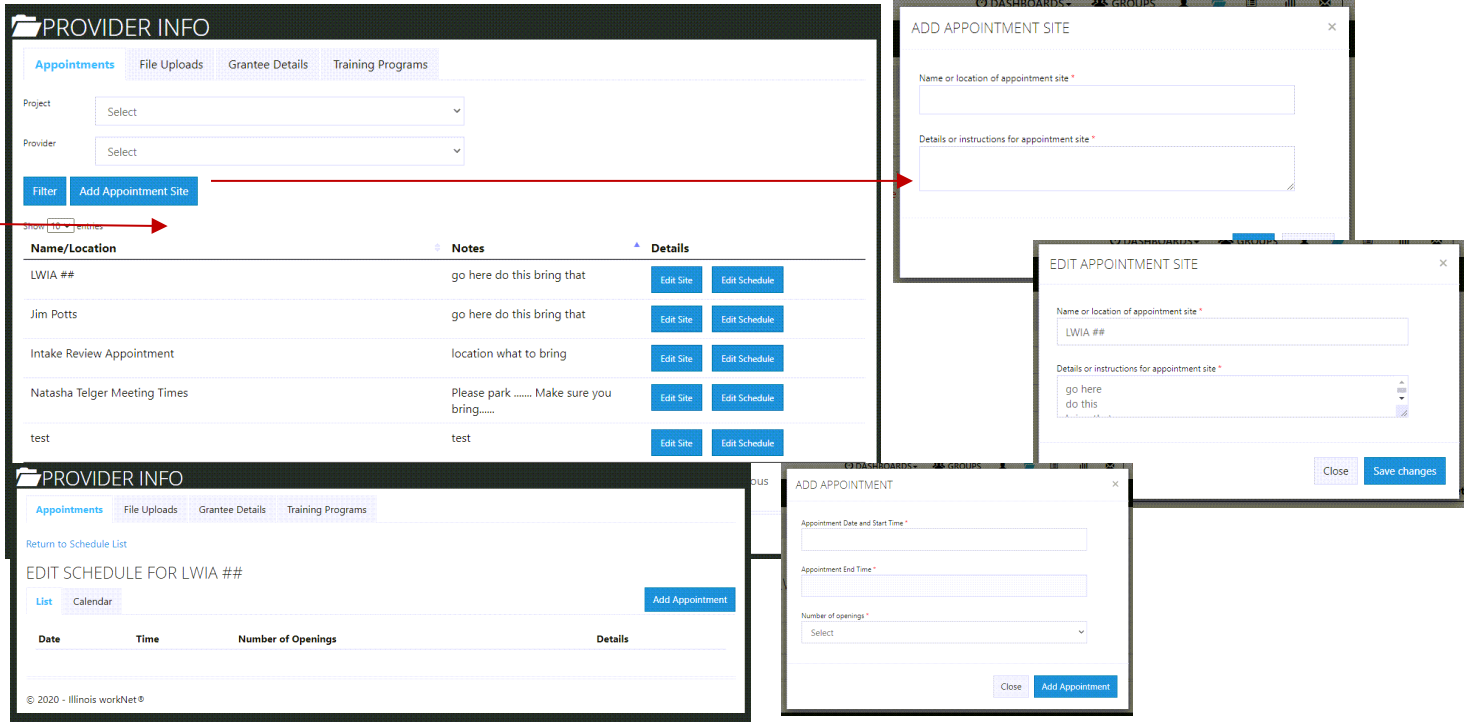 PROVIDER INFO
Appointments File Uploads Grantee Details Training Programs
Project
Select
Provider
Select
Filter Add Appointment Site
Show 10 entries
Name/Location Notes Details
LWIA ## go here do this bring that Edit Site Edit Schedule
Jim Potts go here do this bring that Edit Site Edit Schedule
Intake Review Appointment location what to bring Edit Site Edit Schedule
Natasha Telger Meeting Times Please park ....... Make sure you
bring...... Edit Site Edit Schedule
test test Edit Site Edit Schedule
DASHBOARDS GROUPS
ADD APPOINTMENT SITE ×
Name or location of appointment site *
Details or instructions for appointment site *
DASHBOARDS GROUPS
EDIT APPOINTMENT SITE ×
Name or location of appointment site *
LWIA ##
Details or instructions for appointment site *
go here
do this
Close Save changes
PROVIDER INFO
Appointments File Uploads Grantee Details Training Programs
Return to Schedule List
EDIT SCHEDULE FOR LWIA ##
List Calendar Add Appointment
Date Time Number of Openings Details
© 2020 - Illinois workNet®
ous
DASHBOARDS GROUPS
ADD APPOINTMENT ×
Appointment Date and Start Time *
Appointment End Time *
Number of openings *
Select
Close Add Appointment